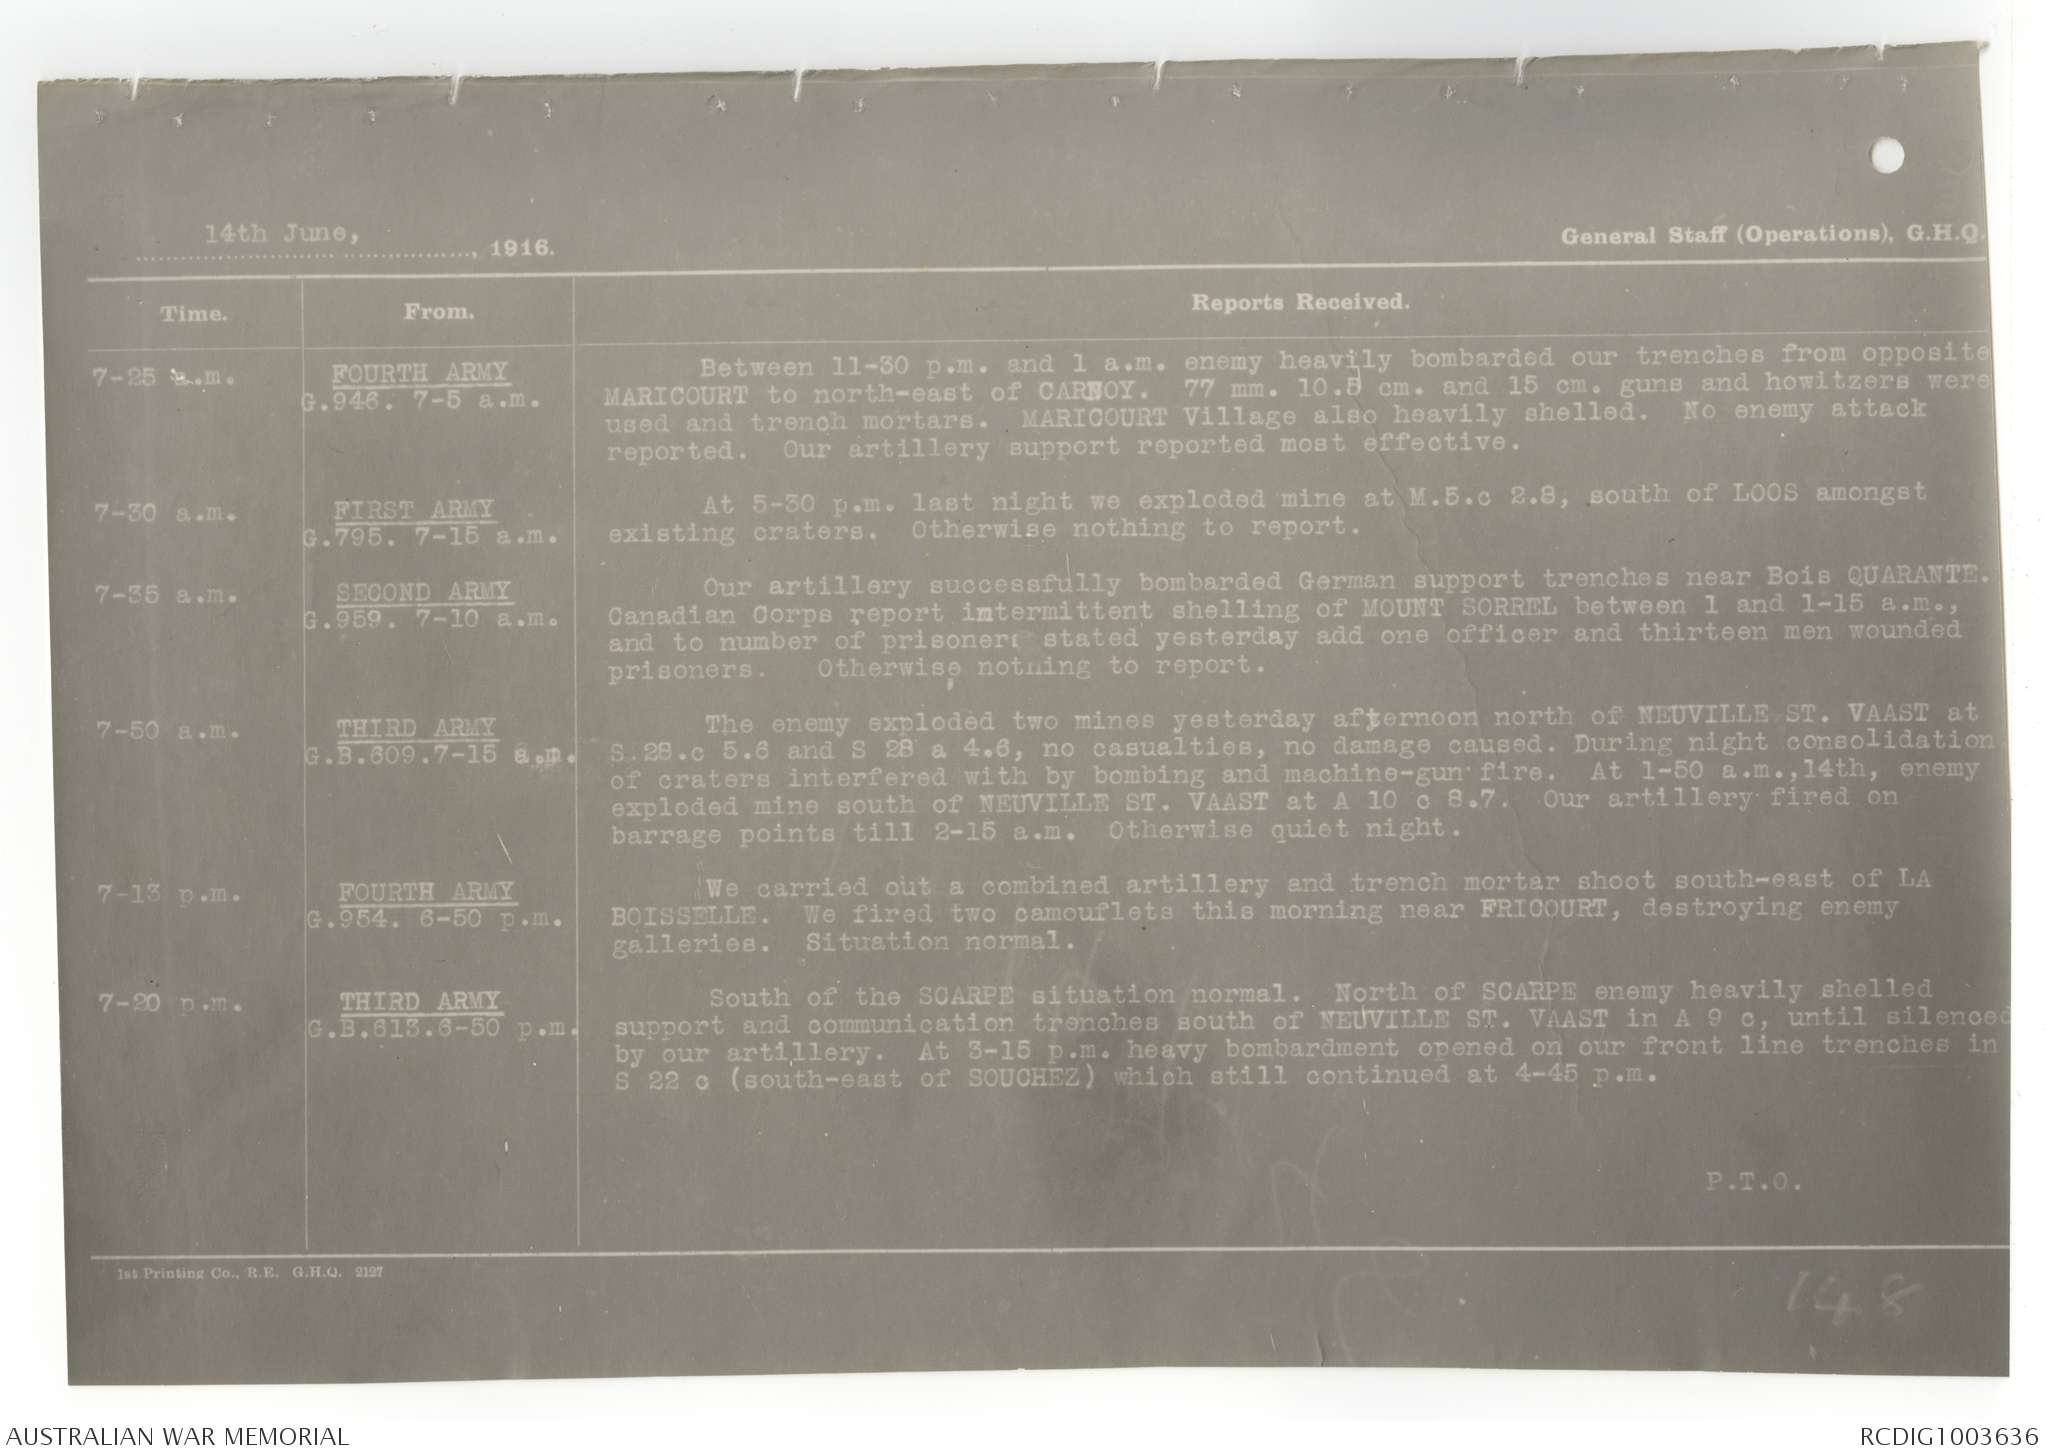 14th June, 1916.
General Staff (Operations), G.H.Q.
Time. From. Reports Received.
7-25 a.m. FOURTH ARMY Between 11-30 p.m. and 1 a.m. enemy heavily bombarded our trenches from opposite
G.946. 7-5 a.m. MARICOURT to north-east of CARNOY. 77 mm. 10.5 cm. and 15 cm. guns and howitzers were
used and trench mortars. MARICOURT Village also heavily shelled. No enemy attack
reported. Our artillery support reported most effective.
7-30 a.m. FIRST ARMY At 5-30 p.m. last night we exploded mine at M.5.c 2.8, south of LOOS amongst
G.795. 7-15 a.m. existing craters. Otherwise nothing to report.
7-35 a.m. SECOND ARMY Our artillery successfully bombarded German support trenches near Bois QUARANTE.
G.959. 7-10 a.m. Canadian Corps report intermittent shelling of MOUNT SORREL between 1 and 1-15 a.m.,
and to number of prisoners stated yesterday add one officer and thirteen men wounded
prisoners. Otherwise nothing to report.
7-50 a.m. THIRD ARMY The enemy exploded two mines yesterday afternoon north of NEUVILLE ST. VAAST at
G.B.609.7-15 a.m. S.28.c 5.6 and S 28 a 4.6, no casualties, no damage caused. During night consolidation
of craters interfered with by bombing and machine-gun fire. At 1-50 a.m.,14th, enemy
exploded mine south of NEUVILLE ST. VAAST at A 10 c 8.7. Our artillery fired on
barrage points till 2-15 a.m. Otherwise quiet night.
7-13 p.m. FOURTH ARMY We carried out a combined artillery and trench mortar shoot south-east of LA
G.954. 6-50 p.m. BOISSELLE. We fired two camouflets this morning near FRICOURT, destroying enemy
galleries. Situation normal.
7-20 p.m. THIRD ARMY South of the SCARPE situation normal. North of SCARPE enemy heavily shelled
G.B.613.6-50 p.m. support and communication trenches south of NEUVILLE ST. VAAST in A 9 c, until silenced
by our artillery. At 3-15 p.m. heavy bombardment opened on our front line trenches in
S 22 c (south-east of SOUCHEZ) which still continued at 4-45 p.m.
P.T.O.
1st Printing Co., R.E. G.H.Q. 2127
148
AUSTRALIAN WAR MEMORIAL
RCDIG1003636